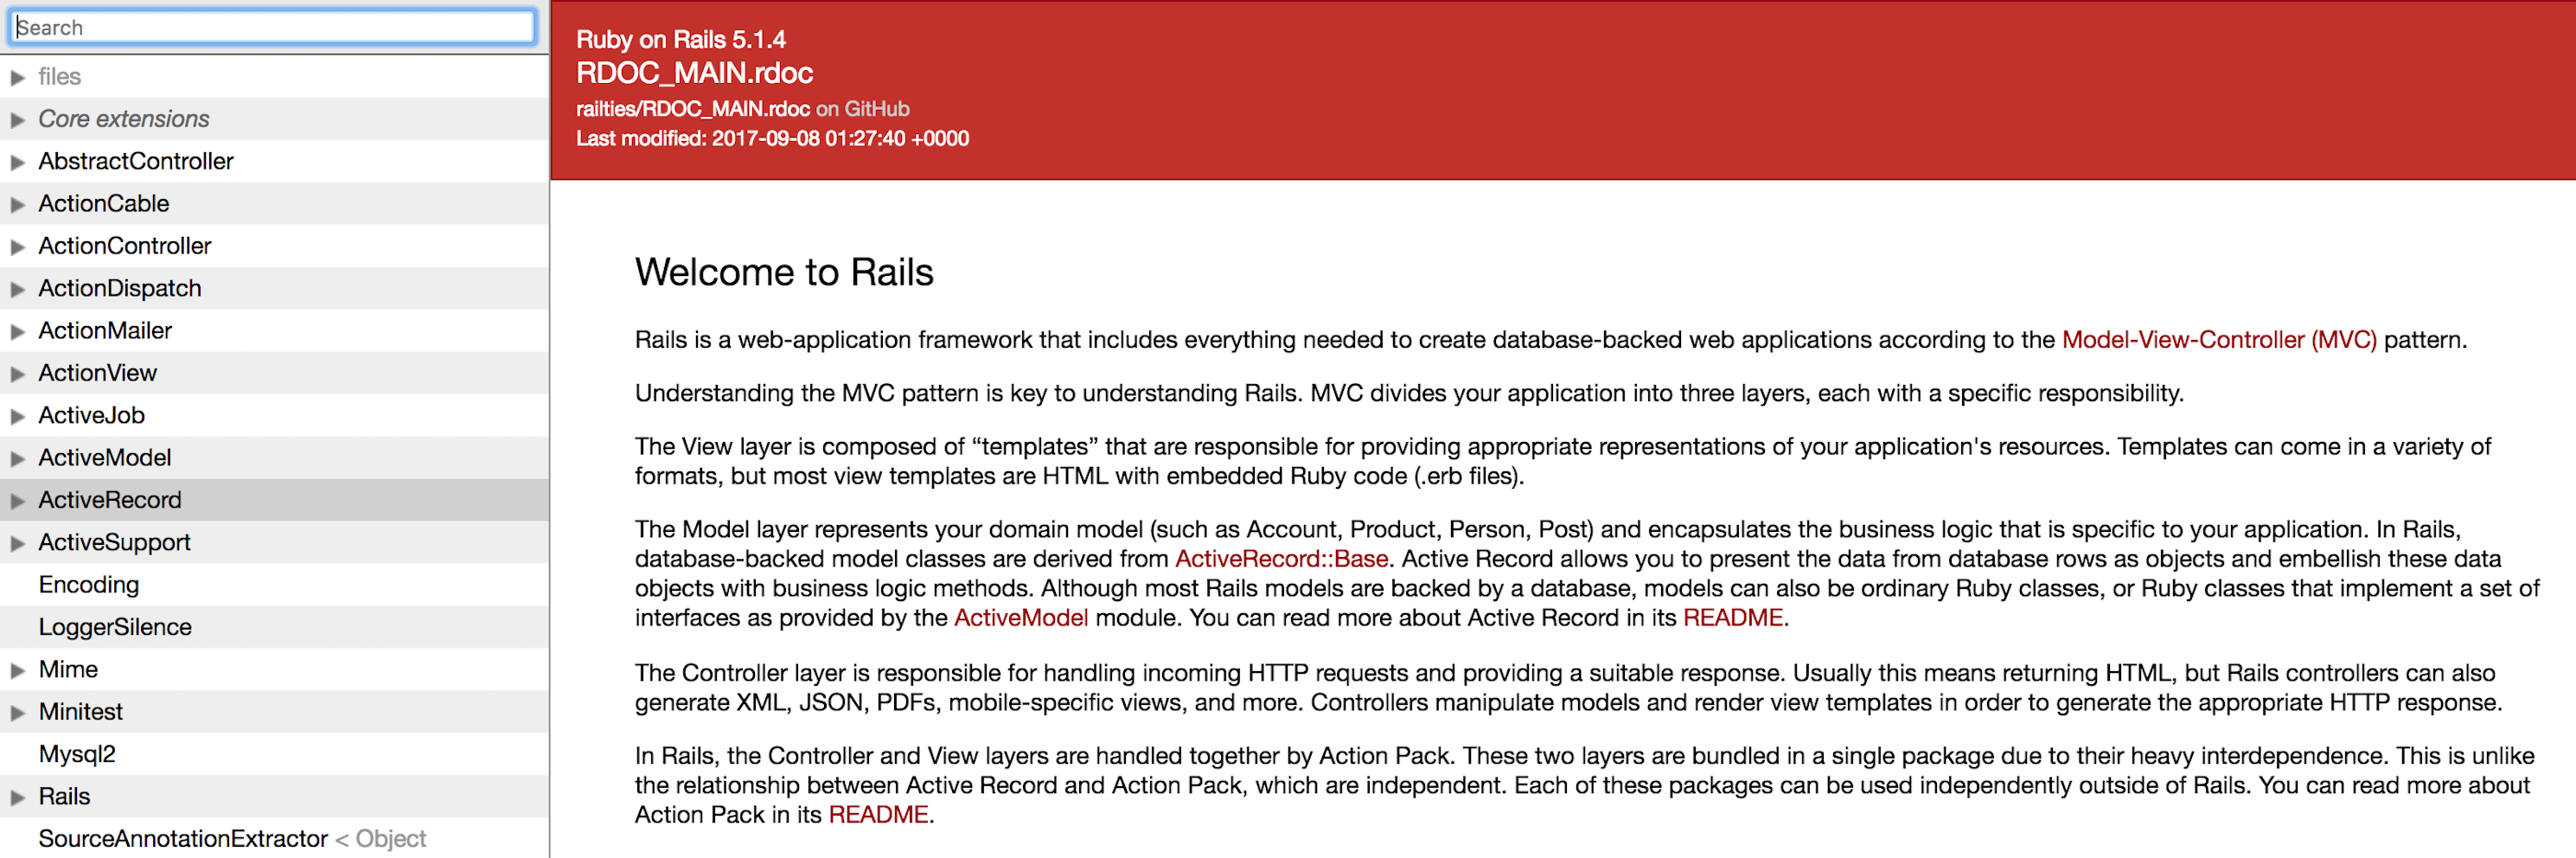 Search
files
Core extensions
AbstractController
ActionCable
ActionController
ActionDispatch
ActionMailer
ActionView
ActiveJob
ActiveModel
ActiveRecord
ActiveSupport
Encoding
LoggerSilence
Mime
Minitest
Mysql2
Rails
SourceAnnotationExtractor < Object
Ruby on Rails 5.1.4
RDOC_MAIN.rdoc
railties/RDOC_MAIN.rdoc on GitHub
Last modified: 2017-09-08 01:27:40 +0000
Welcome to Rails
Rails is a web-application framework that includes everything needed to create database-backed web applications according to the Model-View-Controller (MVC) pattern.
Understanding the MVC pattern is key to understanding Rails. MVC divides your application into three layers, each with a specific responsibility.
The View layer is composed of “templates” that are responsible for providing appropriate representations of your application's resources. Templates can come in a variety of
formats, but most view templates are HTML with embedded Ruby code (.erb files).
The Model layer represents your domain model (such as Account, Product, Person, Post) and encapsulates the business logic that is specific to your application. In Rails,
database-backed model classes are derived from ActiveRecord::Base. Active Record allows you to present the data from database rows as objects and embellish these data
objects with business logic methods. Although most Rails models are backed by a database, models can also be ordinary Ruby classes, or Ruby classes that implement a set of
interfaces as provided by the ActiveModel module. You can read more about Active Record in its README.
The Controller layer is responsible for handling incoming HTTP requests and providing a suitable response. Usually this means returning HTML, but Rails controllers can also
generate XML, JSON, PDFs, mobile-specific views, and more. Controllers manipulate models and render view templates in order to generate the appropriate HTTP response.
In Rails, the Controller and View layers are handled together by Action Pack. These two layers are bundled in a single package due to their heavy interdependence. This is unlike
the relationship between Active Record and Action Pack, which are independent. Each of these packages can be used independently outside of Rails. You can read more about
Action Pack in its README.